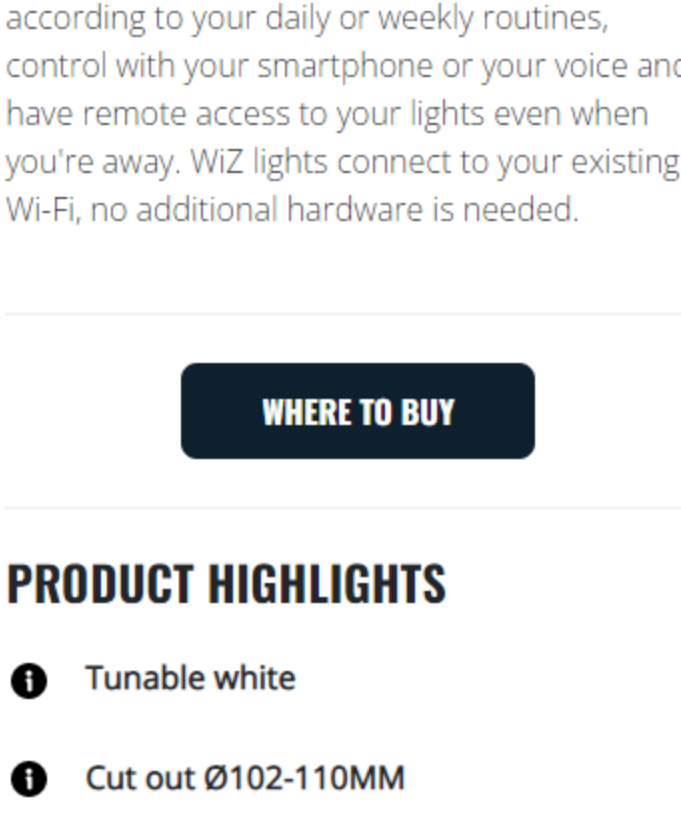 according to your daily or weekly routines,
control with your smartphone or your voice and
have remote access to your lights even when
you're away. WiZ lights connect to your existing
Wi-Fi, no additional hardware is needed.
WHERE TO BUY
PRODUCT HIGHLIGHTS
Tunable white
Cut out Ø102-110MM